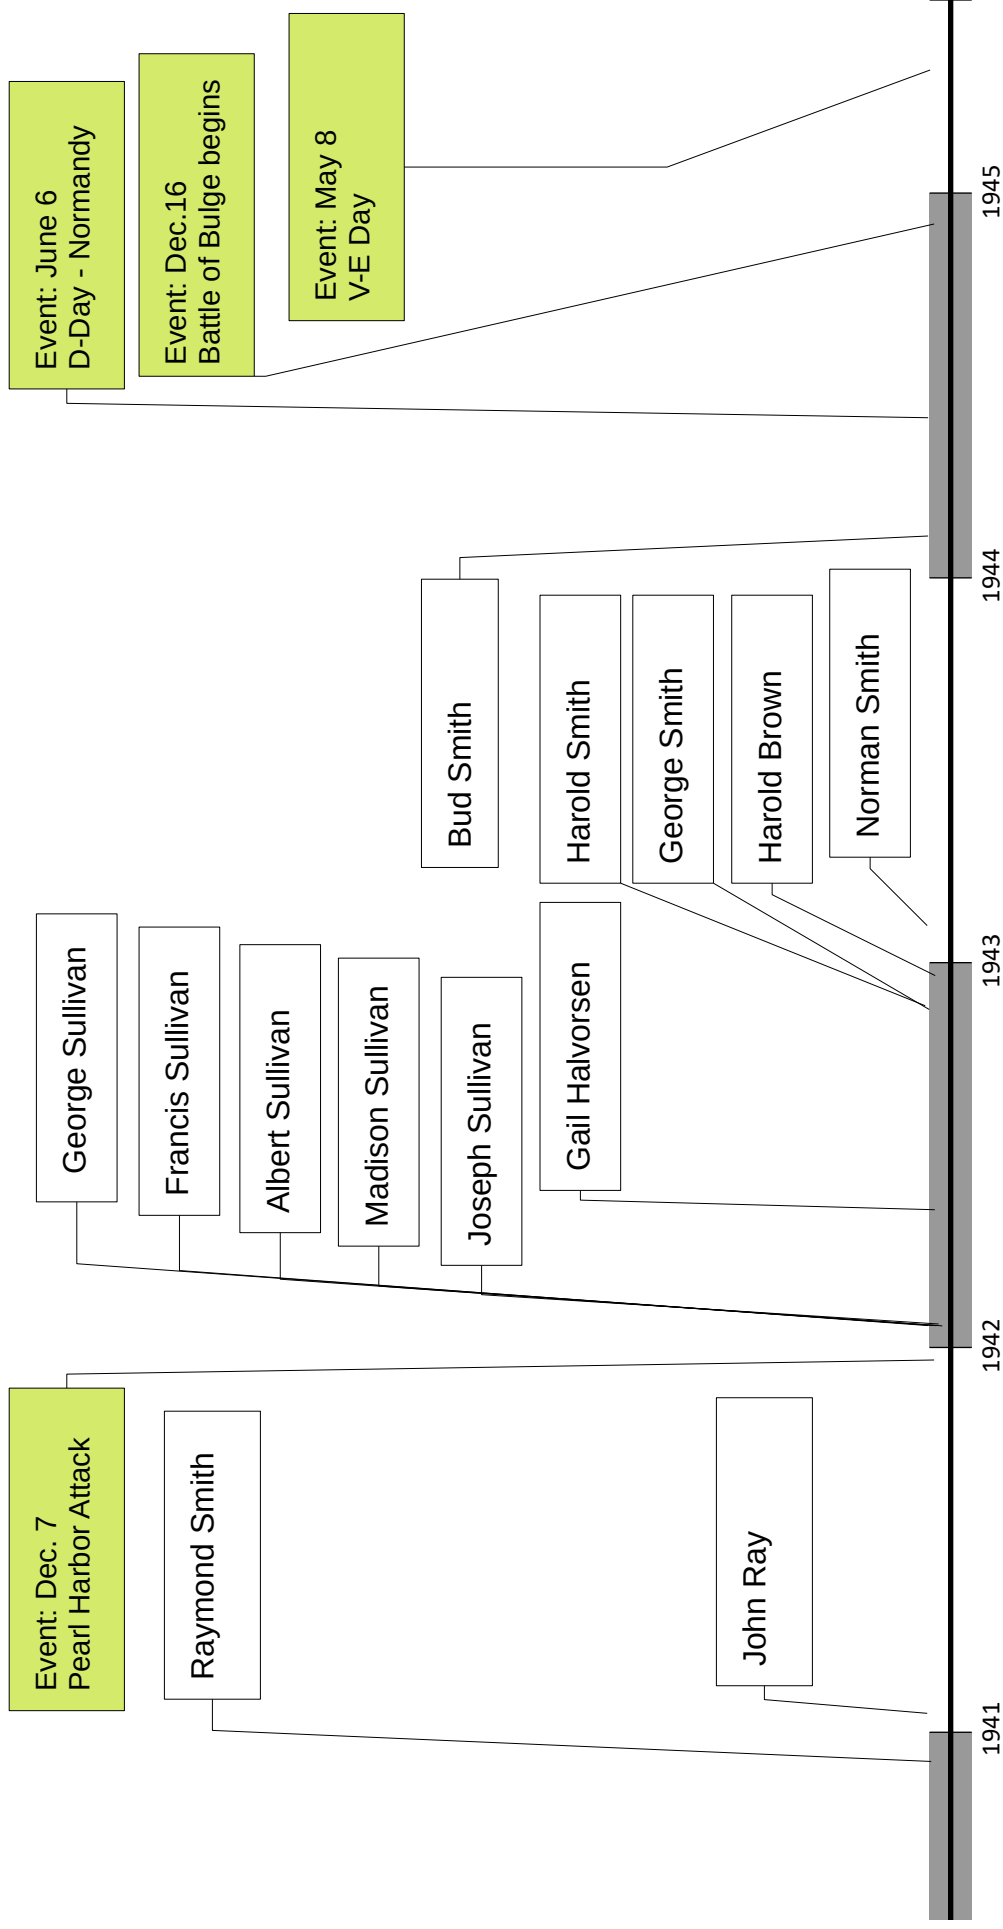 Event: Dec. 7
Pearl Harbor Attack
Raymond Smith
John Ray
George Sullivan
Francis Sullivan
Albert Sullivan
Madison Sullivan
Joseph Sullivan
Gail Halvorsen
Bud Smith
Harold Smith
George Smith
Harold Brown
Norman Smith
Event: June 6
D-Day - Normandy
Event: Dec.16
Battle of Bulge begins
Event: May 8
V-E Day
1941
1942
1943
1944
1945